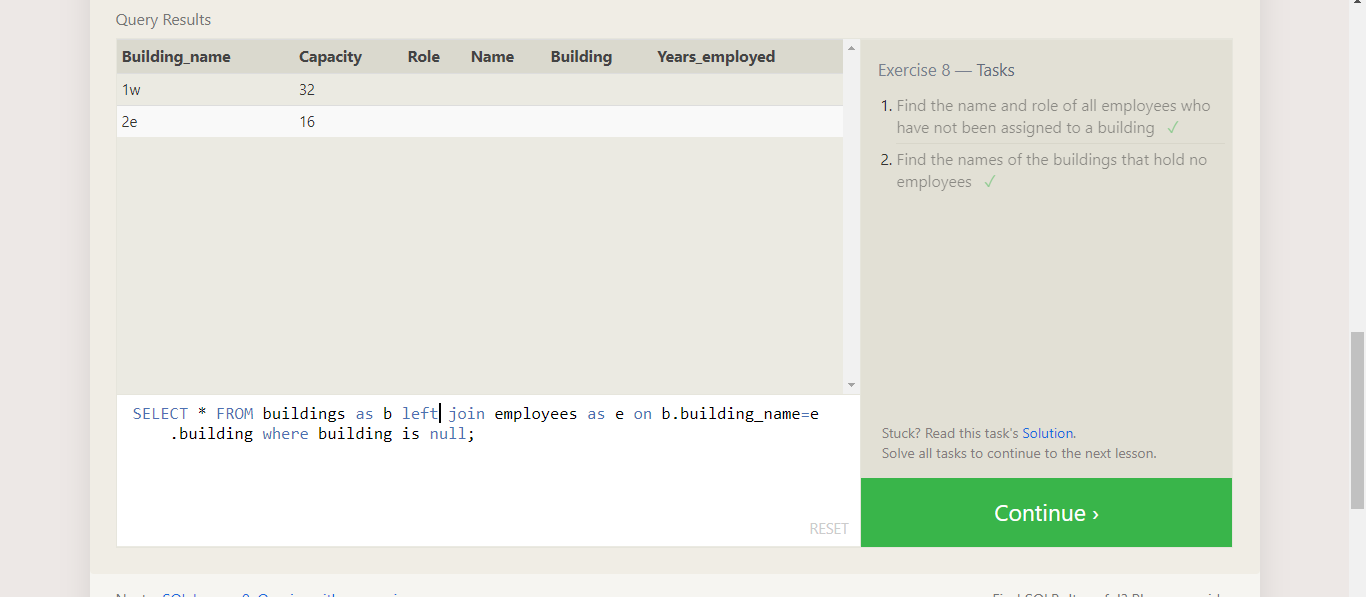 Query Results
Building_name Capacity Role Name Building Years_employed
1w 32
2e 16
SELECT * FROM buildings as b left join employees as e on b.building_name=e
.building where building is null;
RESET
Exercise 8 — Tasks
1. Find the name and role of all employees who
have not been assigned to a building ✓
2. Find the names of the buildings that hold no
employees ✓
Stuck? Read this task's Solution.
Solve all tasks to continue to the next lesson.
Continue ›